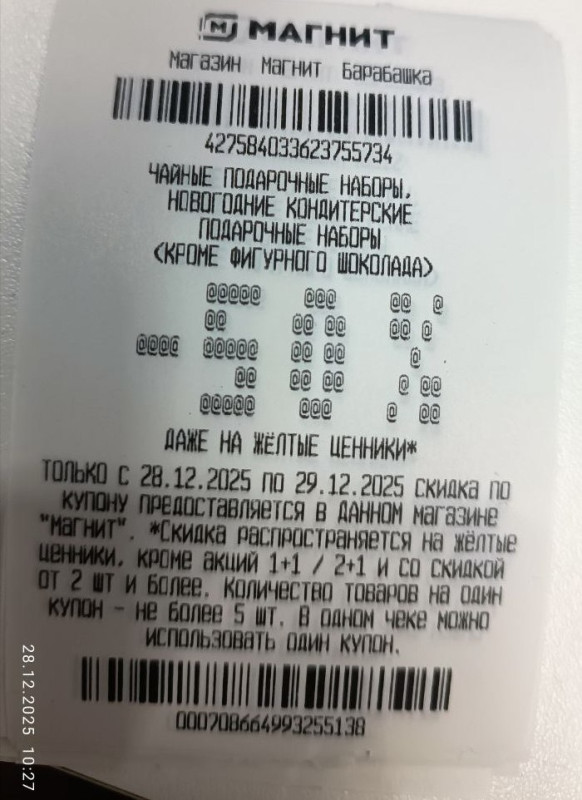 МАГНИТ
Магазин Магнит Барабашка
427584033623755734
ЧАЙНЫЕ ПОДАРОЧНЫЕ НАБОРЫ,
НОВОГОДНИЕ КОНДИТЕРСКИЕ
ПОДАРОЧНЫЕ НАБОРЫ
(КРОМЕ ФИГУРНОГО ШОКОЛАДА)
-50%
ДАЖЕ НА ЖЁЛТЫЕ ЦЕННИКИ*
ТОЛЬКО С 28.12.2025 ПО 29.12.2025 СКИДКА ПО
КУПОНУ ПРЕДОСТАВЛЯЕТСЯ В ДАННОМ МАГАЗИНЕ
"МАГНИТ". *СКИДКА РАСПРОСТРАНЯЕТСЯ НА ЖЁЛТЫЕ
ЦЕННИКИ, КРОМЕ АКЦИЙ 1+1 / 2+1 И СО СКИДКОЙ
ОТ 2 ШТ И БОЛЕЕ. КОЛИЧЕСТВО ТОВАРОВ НА ОДИН
КУПОН - НЕ БОЛЕЕ 5 ШТ. В ОДНОМ ЧЕКЕ МОЖНО
ИСПОЛЬЗОВАТЬ ОДИН КУПОН.
000708664993255138
28.12.2025 10:27